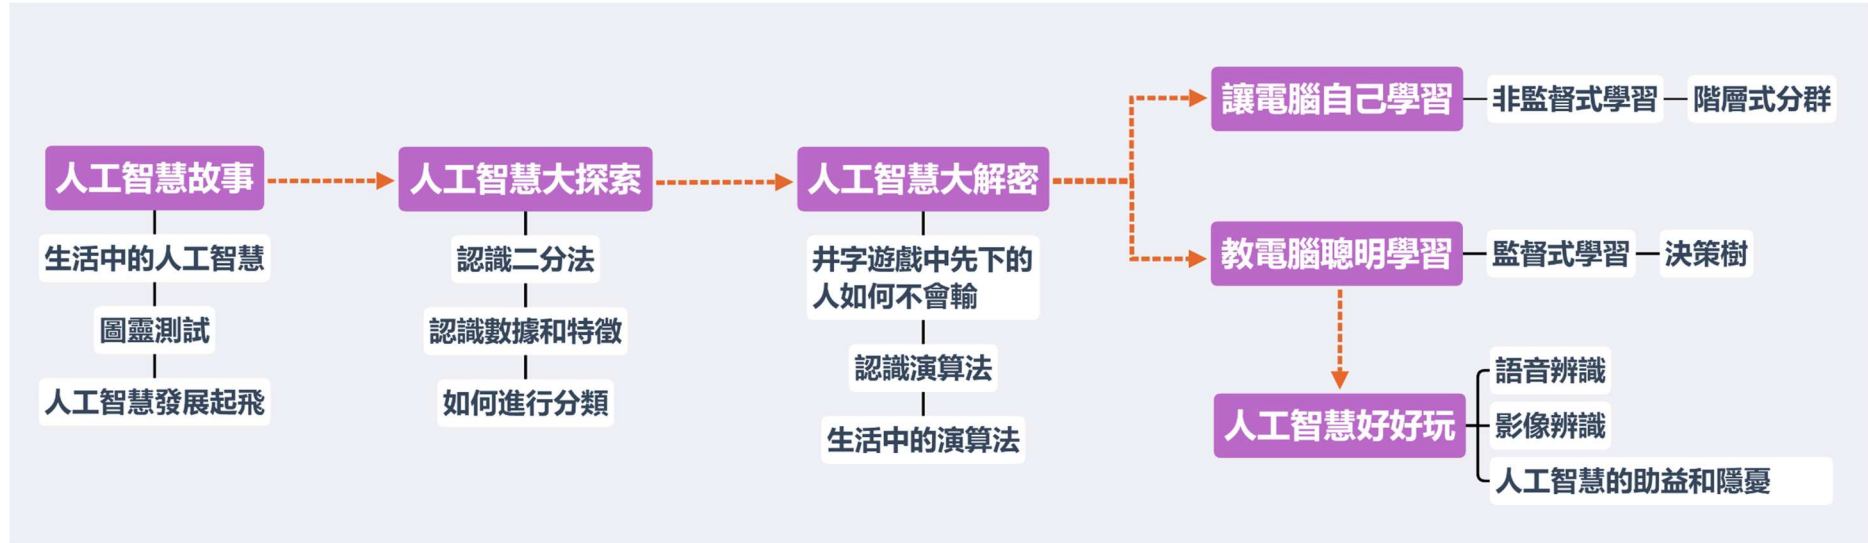 人工智慧故事
生活中的人工智慧
圖靈測試
人工智慧發展起飛
人工智慧大探索
認識二分法
認識數據和特徵
如何進行分類
人工智慧大解密
井字遊戲中先下的
人如何不會輸
認識演算法
生活中的演算法
讓電腦自己學習
非監督式學習
階層式分群
教電腦聰明學習
監督式學習
決策樹
人工智慧好好玩
語音辨識
影像辨識
人工智慧的助益和隱憂